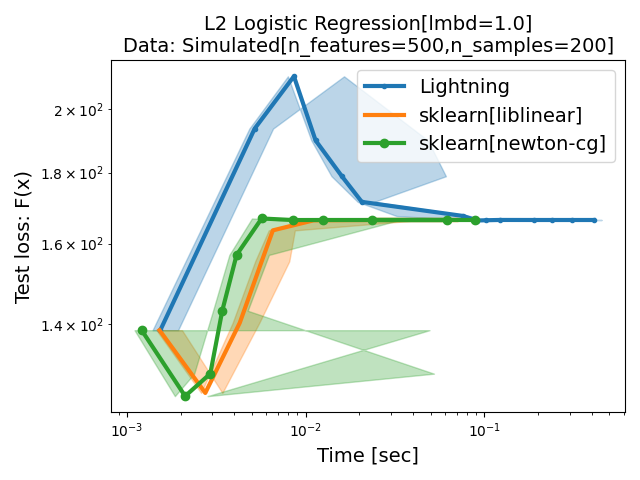 L2 Logistic Regression[lmbd=1.0]
Data: Simulated[n_features=500,n_samples=200]
Test loss: F(x)
2 × 10²
1.8 × 10²
1.6 × 10²
1.4 × 10²
Lightning
sklearn[liblinear]
sklearn[newton-cg]
10⁻³
10⁻²
10⁻¹
Time [sec]